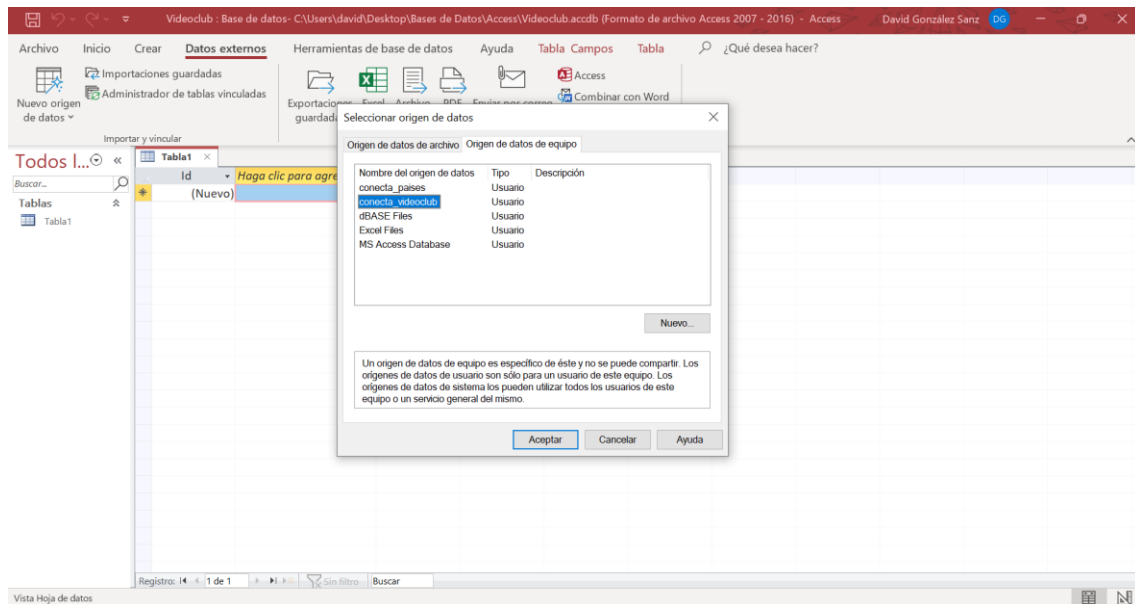 Videoclub : Base de datos- C:\Users\david\Desktop\Bases de Datos\Access\Videoclub.accdb (Formato de archivo Access 2007 - 2016) - Access
David González Sanz
DG
Archivo Inicio Crear Datos externos Herramientas de base de datos Ayuda Tabla Campos Tabla ¿Qué desea hacer?
Nuevo origen de datos
Importaciones guardadas
Administrador de tablas vinculadas
Importar y vincular
Exportaciones guardad
Excel Archivo PDF Enviar por correo
Access
Combinar con Word
Todos l...
Buscar...
Tablas
Tabla1
Tabla1
Id Haga clic para agre
(Nuevo)
Seleccionar origen de datos
Origen de datos de archivo Origen de datos de equipo
Nombre del origen de datos Tipo Descripción
conecta_paises Usuario
conecta_videoclub Usuario
dBASE Files Usuario
Excel Files Usuario
MS Access Database Usuario
Nuevo...
Un origen de datos de equipo es específico de éste y no se puede compartir. Los
orígenes de datos de usuario son sólo para un usuario de este equipo. Los
orígenes de datos de sistema los pueden utilizar todos los usuarios de este
equipo o un servicio general del mismo.
Aceptar Cancelar Ayuda
Registro: 1 de 1 Sin filtro Buscar
Vista Hoja de datos